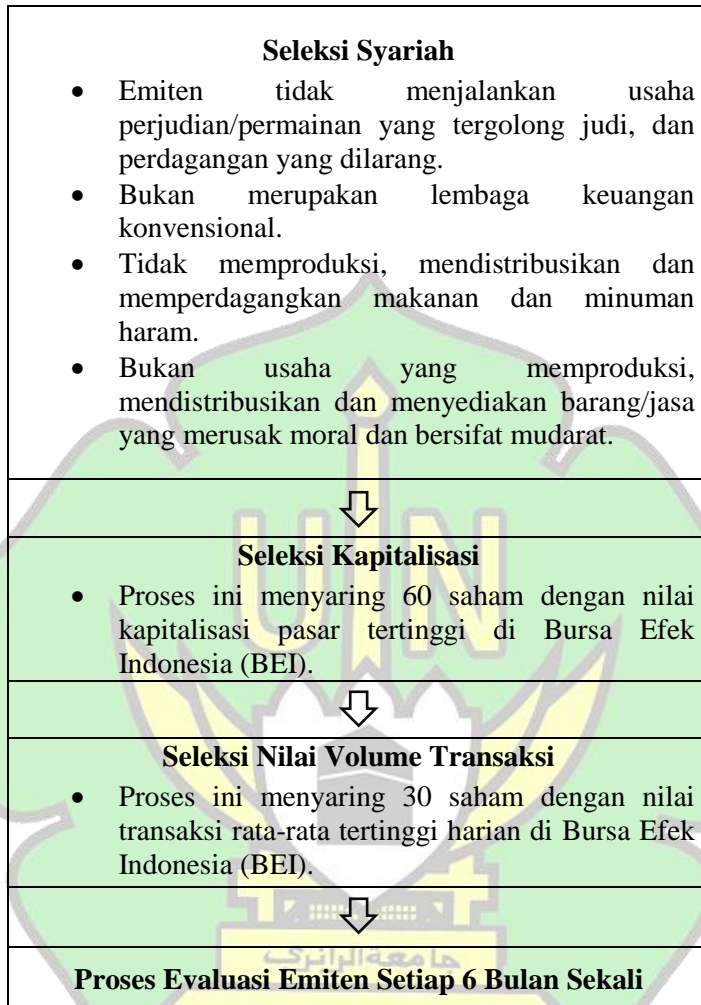 Seleksi Syariah
• Emiten tidak menjalankan usaha
perjudian/permainan yang tergolong judi, dan
perdagangan yang dilarang.
• Bukan merupakan lembaga keuangan
konvensional.
• Tidak memproduksi, mendistribusikan dan
memperdagangkan makanan dan minuman
haram.
• Bukan usaha yang memproduksi,
mendistribusikan dan menyediakan barang/jasa
yang merusak moral dan bersifat mudarat.
UIN
Seleksi Kapitalisasi
• Proses ini menyaring 60 saham dengan nilai
kapitalisasi pasar tertinggi di Bursa Efek
Indonesia (BEI).
Seleksi Nilai Volume Transaksi
• Proses ini menyaring 30 saham dengan nilai
transaksi rata-rata tertinggi harian di Bursa Efek
Indonesia (BEI).
جامعة الرانري
Proses Evaluasi Emiten Setiap 6 Bulan Sekali